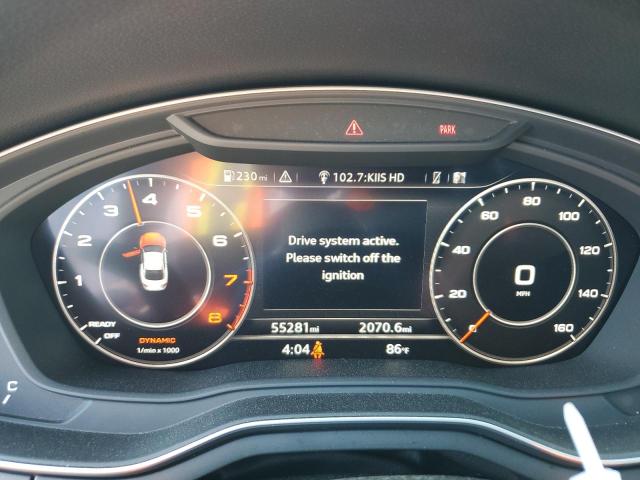 PARK
230 mi
102.7:KIIS HD
1 2 3 4 5 6 7 8
READY
OFF
DYNAMIC
1/min x 1000
Drive system active.
Please switch off the
ignition
55281mi 2070.6mi
4:04 86°F
0 20 40 60 80 100 120 140 160
0
MPH
C